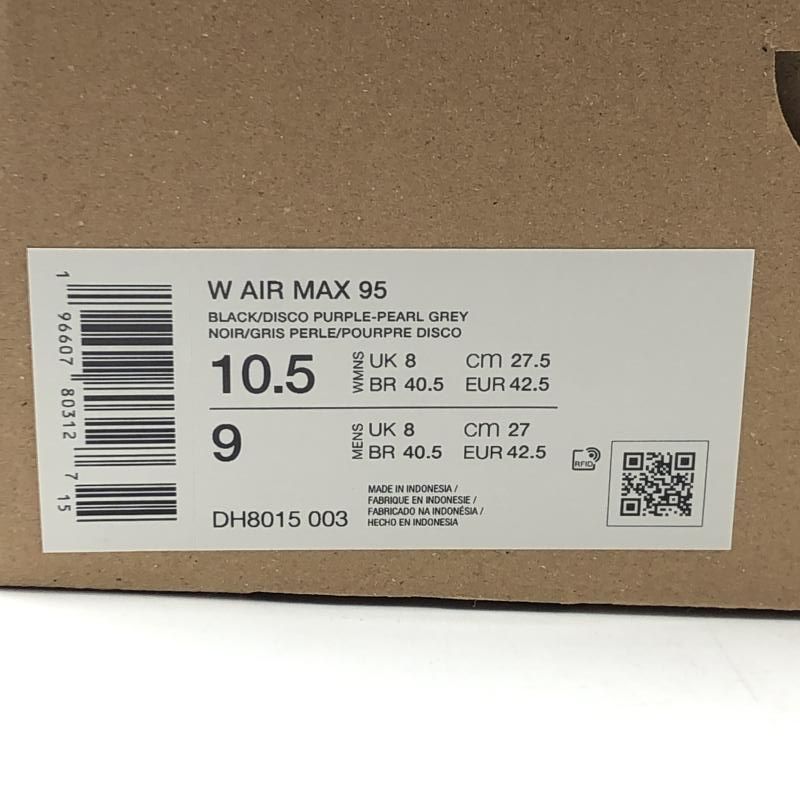 W AIR MAX 95
BLACK/DISCO PURPLE-PEARL GREY
NOIR/GRIS PERLE/POURPRE DISCO
10.5 WMNS UK 8 CM 27.5
BR 40.5 EUR 42.5
9 MENS UK 8 CM 27
BR 40.5 EUR 42.5
RFID
DH8015 003
MADE IN INDONESIA /
FABRIQUE EN INDONESIE /
FABRICADO NA INDONÉSIA /
HECHO EN INDONESIA
1 96607 80312 7 15